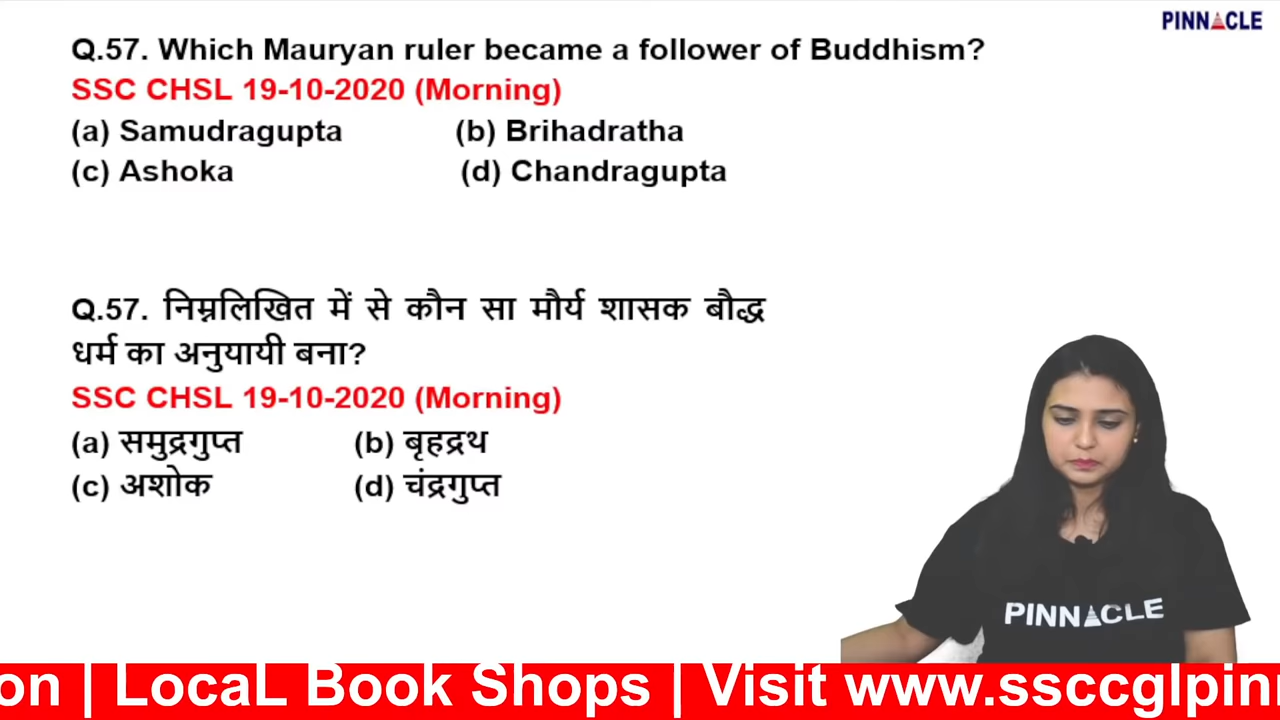 PINNACLE
Q.57. Which Mauryan ruler became a follower of Buddhism?
SSC CHSL 19-10-2020 (Morning)
(a) Samudragupta (b) Brihadratha
(c) Ashoka (d) Chandragupta
Q.57. निम्नलिखित में से कौन सा मौर्य शासक बौद्ध
धर्म का अनुयायी बना?
SSC CHSL 19-10-2020 (Morning)
(a) समुद्रगुप्त (b) बृहद्रथ
(c) अशोक (d) चंद्रगुप्त
PINNACLE
on | LocaL Book Shops | Visit www.ssccglpin